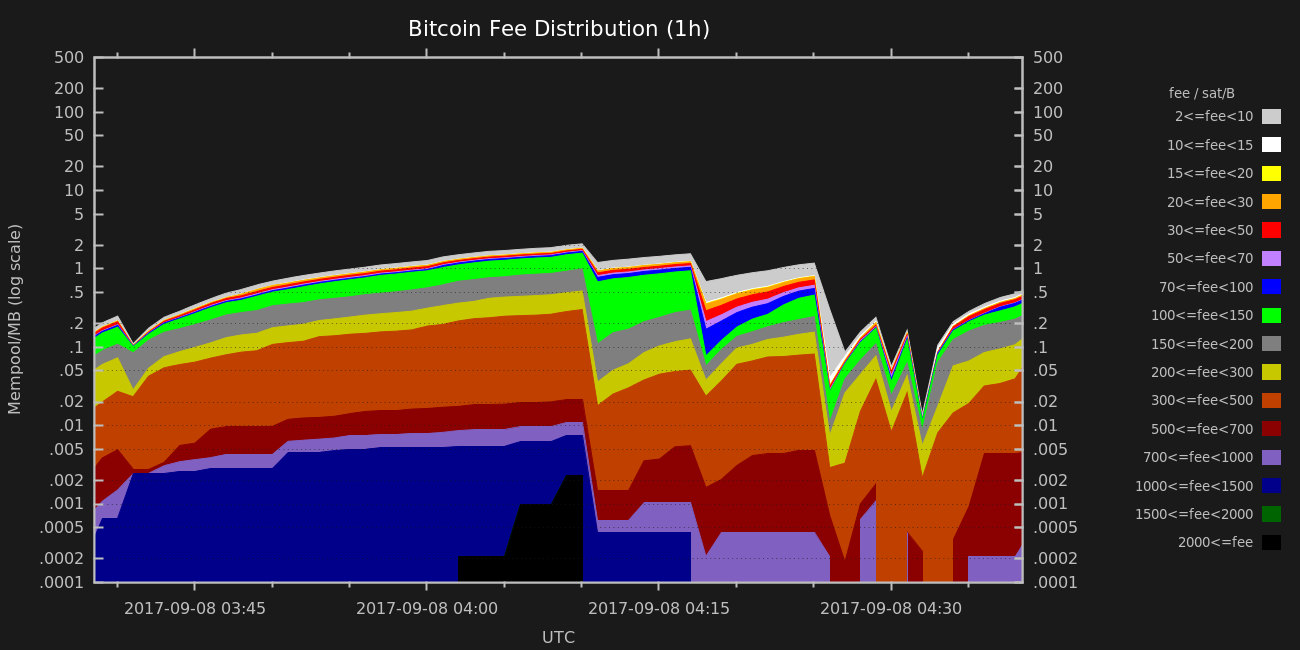 Bitcoin Fee Distribution (1h)
Mempool/MB (log scale)
500
200
100
50
20
10
5
2
1
.5
.2
.1
.05
.02
.01
.005
.002
.001
.0005
.0002
.0001
500
200
100
50
20
10
5
2
1
.5
.2
.1
.05
.02
.01
.005
.002
.001
.0005
.0002
.0001
2017-09-08 03:45
2017-09-08 04:00
2017-09-08 04:15
2017-09-08 04:30
UTC
fee / sat/B
2<=fee<10
10<=fee<15
15<=fee<20
20<=fee<30
30<=fee<50
50<=fee<70
70<=fee<100
100<=fee<150
150<=fee<200
200<=fee<300
300<=fee<500
500<=fee<700
700<=fee<1000
1000<=fee<1500
1500<=fee<2000
2000<=fee